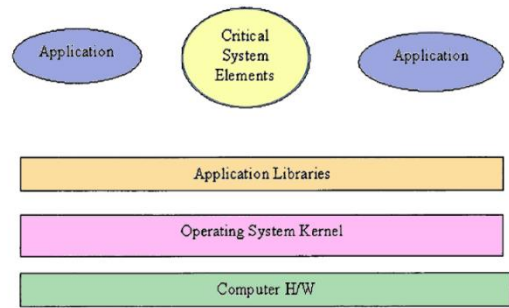 Application
Critical
System
Elements
Application
Application Libraries
Operating System Kernel
Computer H/W